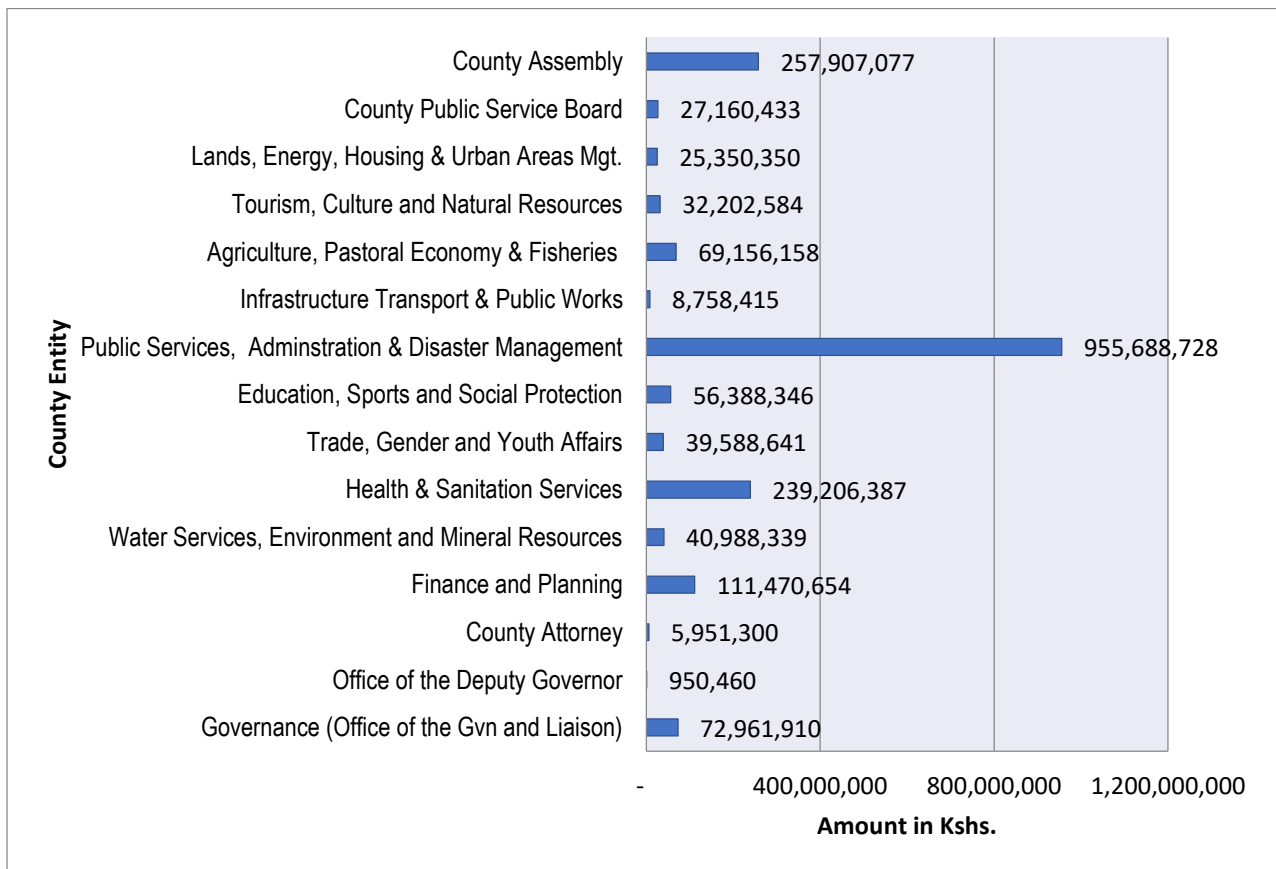 County Assembly 257,907,077
County Public Service Board 27,160,433
Lands, Energy, Housing & Urban Areas Mgt. 25,350,350
Tourism, Culture and Natural Resources 32,202,584
Agriculture, Pastoral Economy & Fisheries 69,156,158
Infrastructure Transport & Public Works 8,758,415
Public Services, Adminstration & Disaster Management 955,688,728
Education, Sports and Social Protection 56,388,346
Trade, Gender and Youth Affairs 39,588,641
Health & Sanitation Services 239,206,387
Water Services, Environment and Mineral Resources 40,988,339
Finance and Planning 111,470,654
County Attorney 5,951,300
Office of the Deputy Governor 950,460
Governance (Office of the Gvn and Liaison) 72,961,910
County Entity
- 400,000,000 800,000,000 1,200,000,000
Amount in Kshs.